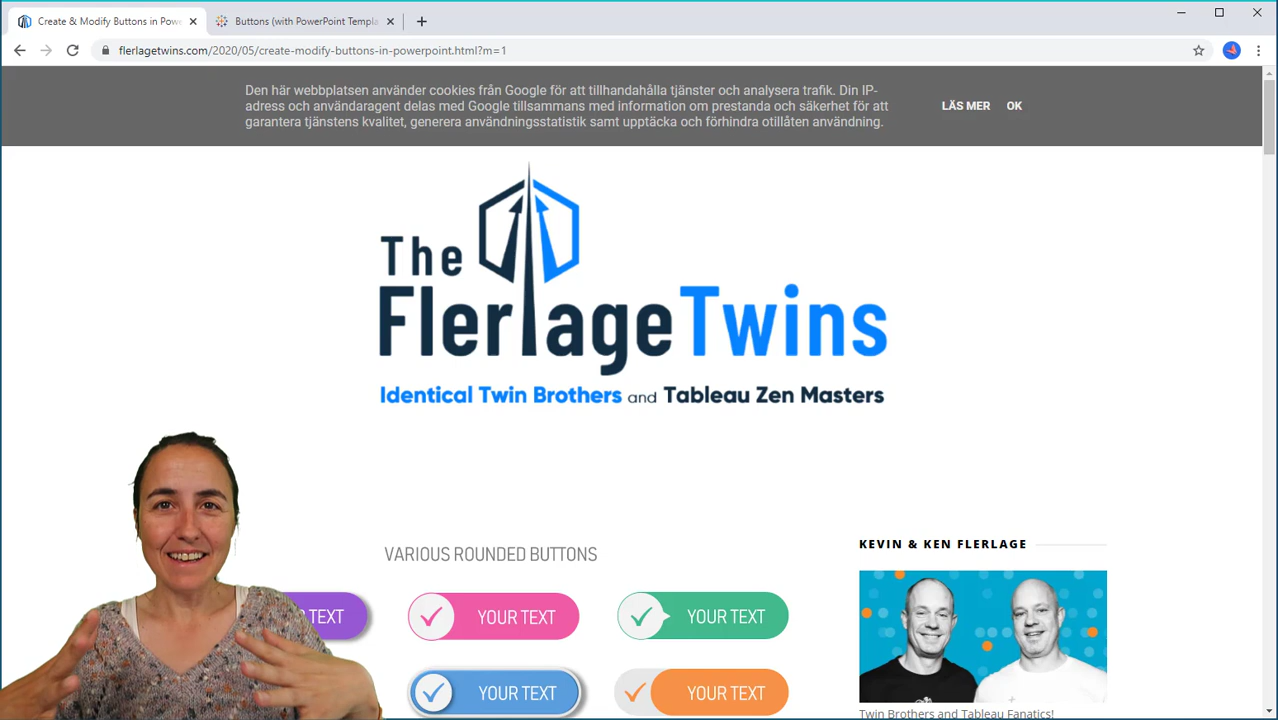 Create & Modify Buttons in Powe
Buttons (with PowerPoint Templa
flerlagetwins.com/2020/05/create-modify-buttons-in-powerpoint.html?m=1
Den här webbplatsen använder cookies från Google för att tillhandahålla tjänster och analysera trafik. Din IP-
adress och användaragent delas med Google tillsammans med information om prestanda och säkerhet för att
garantera tjänstens kvalitet, generera användningsstatistik samt upptäcka och förhindra otillåten användning.
LÄS MER OK
The
Flerlage Twins
Identical Twin Brothers and Tableau Zen Masters
VARIOUS ROUNDED BUTTONS
TEXT
YOUR TEXT
YOUR TEXT
YOUR TEXT
YOUR TEXT
KEVIN & KEN FLERLAGE
Twin Brothers and Tableau Fanatics!